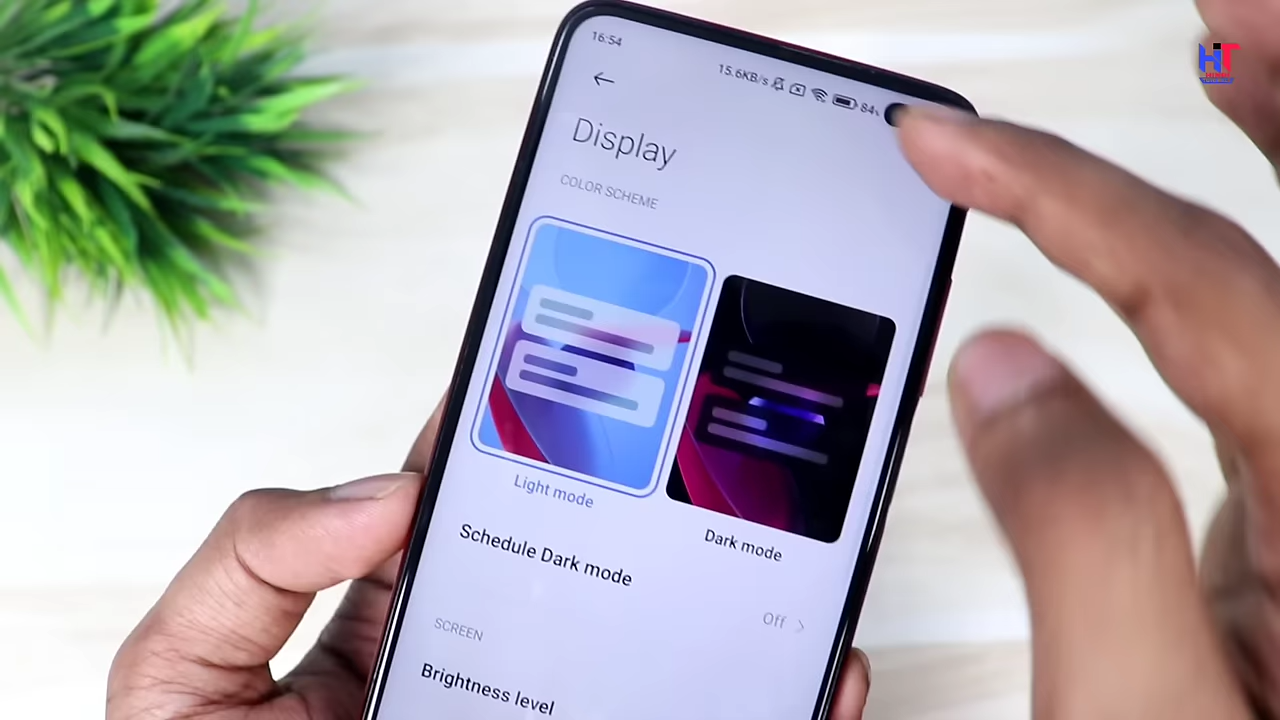 16:54
15.6KB/s 84%
Display
COLOR SCHEME
Light mode
Dark mode
Schedule Dark mode
Off
SCREEN
Brightness level
HT